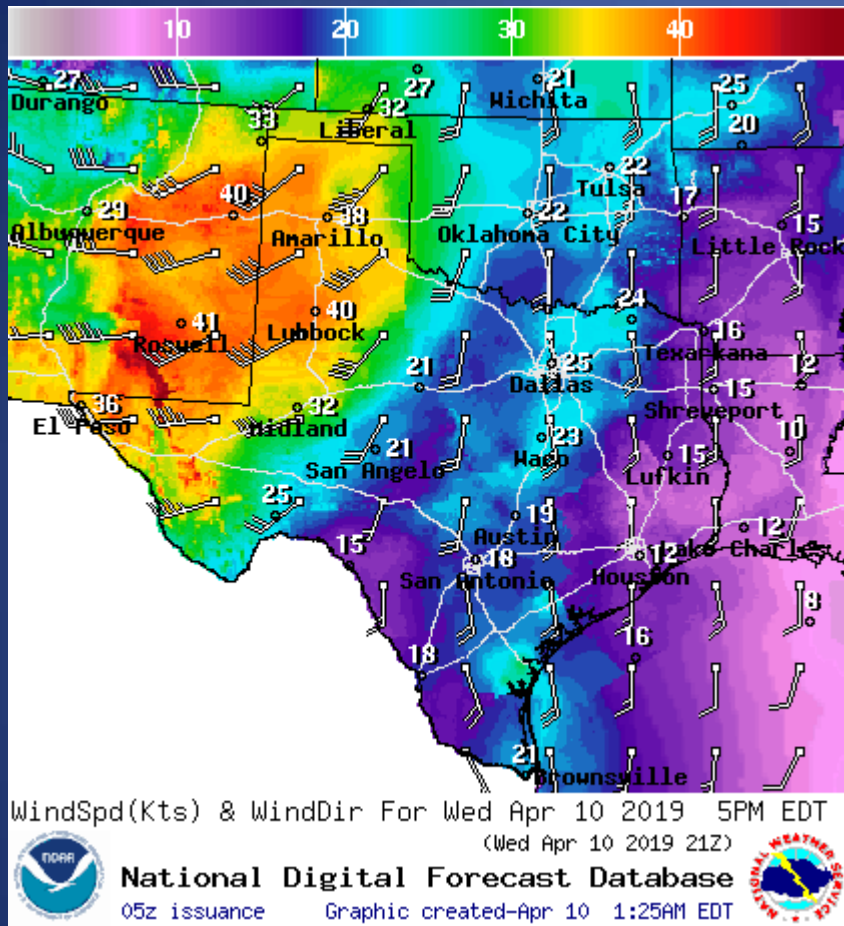 10 20 30 40
27 27 21 25
Durango Wichita
33 32 20
Liberal
22
Tulsa
29 40 38 22 17 15
Albuquerque Amarillo Oklahoma City Little Rock
41 40 24
Roswell Lubbock 16
Texarkana
21 25 12
Dallas 15
36 32 Shreveport
El Paso Midland
21 23 15 10
San Angelo Waco Lufkin
25 19 12
Austin
15 18 12 Lake Charles
San Antonio Houston
8
18 16
21
Brownsville
WindSpd(Kts) & WindDir For Wed Apr 10 2019 5PM EDT
(Wed Apr 10 2019 21Z)
NOAA
National Digital Forecast Database
NATIONAL WEATHER SERVICE
05z issuance Graphic created-Apr 10 1:25AM EDT